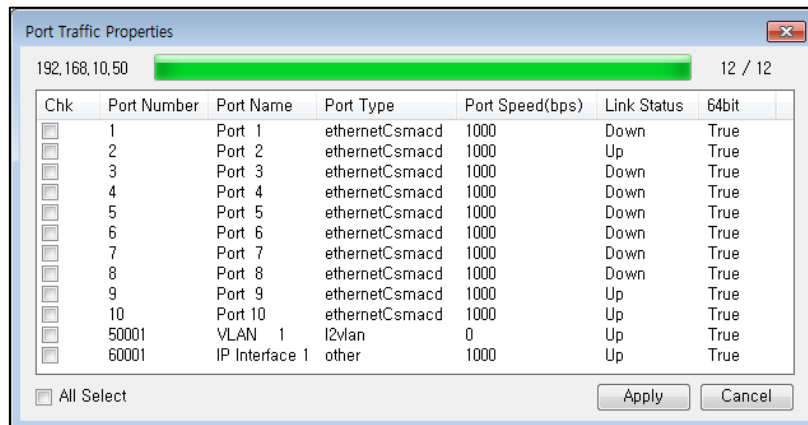 Port Traffic Properties
192,168,10,50 12 / 12
Chk Port Number Port Name Port Type Port Speed(bps) Link Status 64bit
1 Port 1 ethernetCsmacd 1000 Down True
2 Port 2 ethernetCsmacd 1000 Up True
3 Port 3 ethernetCsmacd 1000 Down True
4 Port 4 ethernetCsmacd 1000 Down True
5 Port 5 ethernetCsmacd 1000 Down True
6 Port 6 ethernetCsmacd 1000 Down True
7 Port 7 ethernetCsmacd 1000 Down True
8 Port 8 ethernetCsmacd 1000 Down True
9 Port 9 ethernetCsmacd 1000 Up True
10 Port 10 ethernetCsmacd 1000 Up True
50001 VLAN 1 l2vlan 0 Up True
60001 IP Interface 1 other 1000 Up True
All Select Apply Cancel